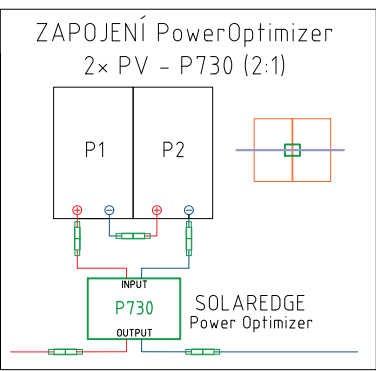 ZAPOJENÍ PowerOptimizer
2× PV - P730 (2:1)
P1 P2
INPUT
P730
OUTPUT
SOLAREDGE
Power Optimizer